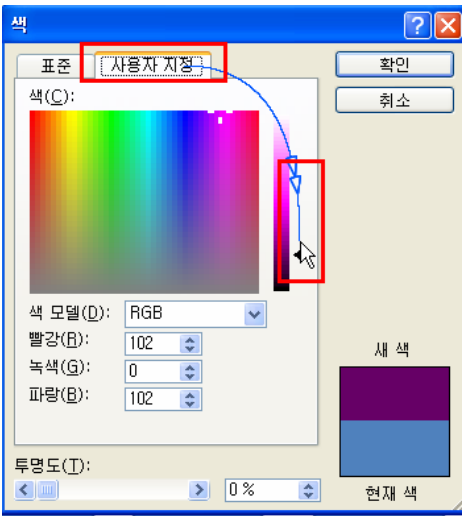 색
표준 사용자 지정
확인
취소
색(C):
색 모델(D): RGB
빨강(R): 102
녹색(G): 0
파랑(B): 102
새 색
현재 색
투명도(T):
0 %